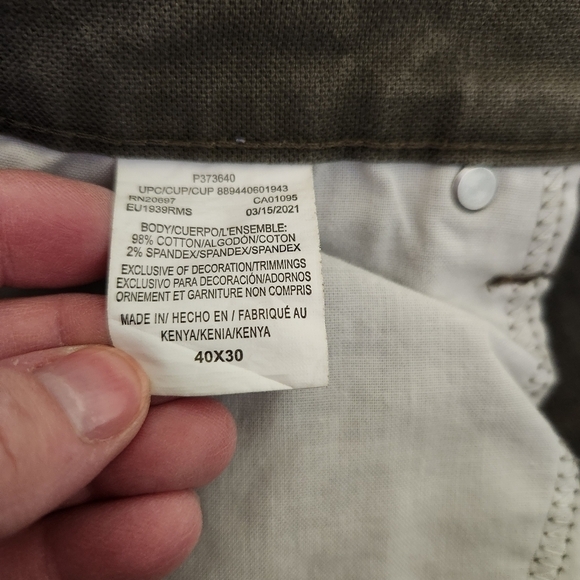 P373640
UPC/CUP/CUP 889440601943
RN20697 CA01095
EU1939RMS 03/15/2021
BODY/CUERPO/L'ENSEMBLE:
98% COTTON/ALGODÓN/COTON
2% SPANDEX/SPANDEX/SPANDEX
EXCLUSIVE OF DECORATION/TRIMMINGS
EXCLUSIVO PARA DECORACIÓN/ADORNOS
ORNEMENT ET GARNITURE NON COMPRIS
MADE IN/ HECHO EN / FABRIQUÉ AU
KENYA/KENIA/KENYA
40X30